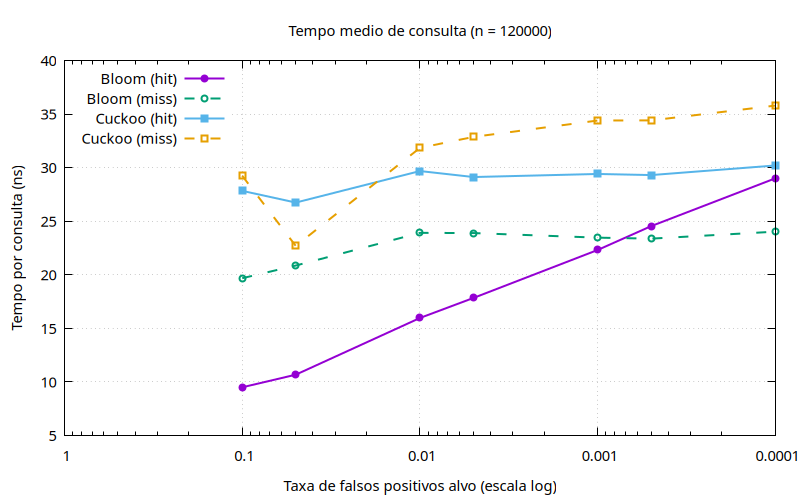 Tempo medio de consulta (n = 120000)
Bloom (hit)
Bloom (miss)
Cuckoo (hit)
Cuckoo (miss)
Tempo por consulta (ns)
40
35
30
25
20
15
10
5
1 0.1 0.01 0.001 0.0001
Taxa de falsos positivos alvo (escala log)